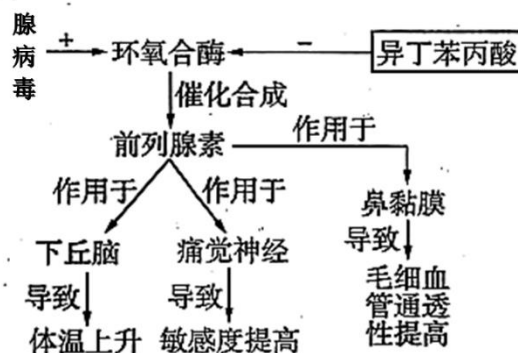 腺病毒
+
环氧合酶
−
异丁苯丙酸
催化合成
前列腺素
作用于
作用于
作用于
鼻黏膜
下丘脑
痛觉神经
导致
导致
导致
毛细血
管通透
性提高
体温上升
敏感度提高